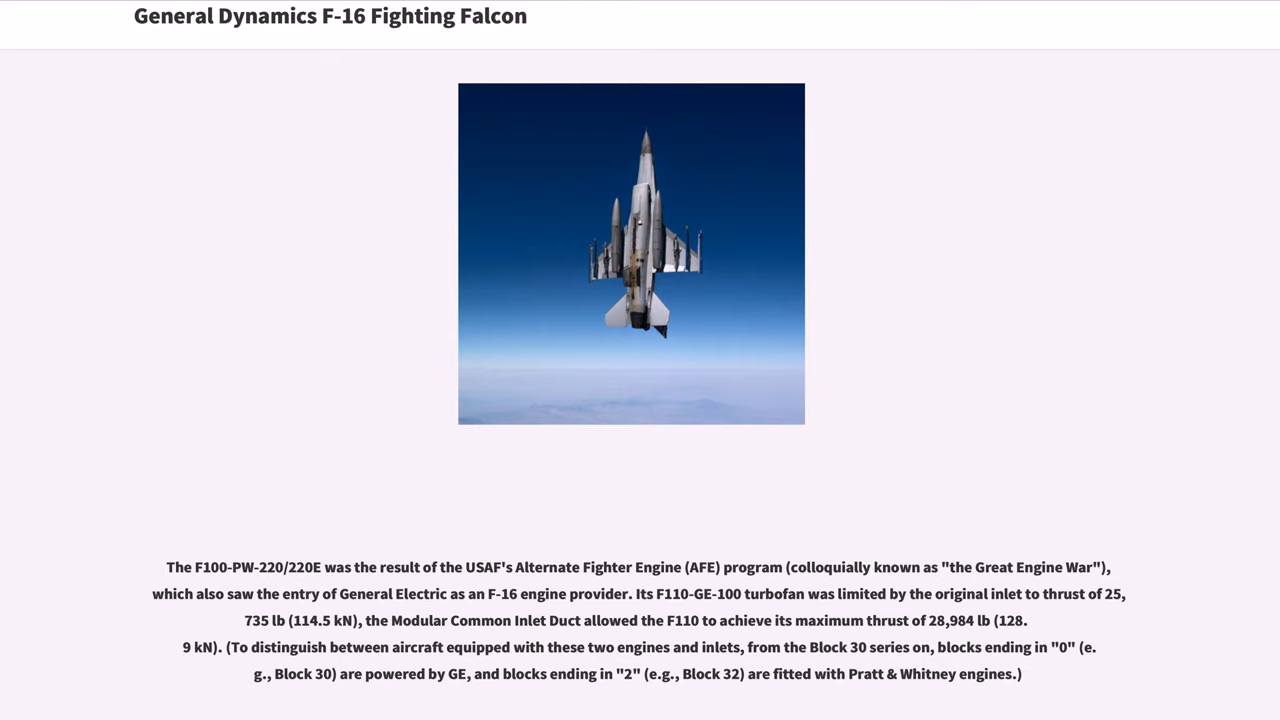 General Dynamics F-16 Fighting Falcon
The F100-PW-220/220E was the result of the USAF's Alternate Fighter Engine (AFE) program (colloquially known as "the Great Engine War"),
which also saw the entry of General Electric as an F-16 engine provider. Its F110-GE-100 turbofan was limited by the original inlet to thrust of 25,
735 lb (114.5 kN), the Modular Common Inlet Duct allowed the F110 to achieve its maximum thrust of 28,984 lb (128.
9 kN). (To distinguish between aircraft equipped with these two engines and inlets, from the Block 30 series on, blocks ending in "0" (e.
g., Block 30) are powered by GE, and blocks ending in "2" (e.g., Block 32) are fitted with Pratt & Whitney engines.)